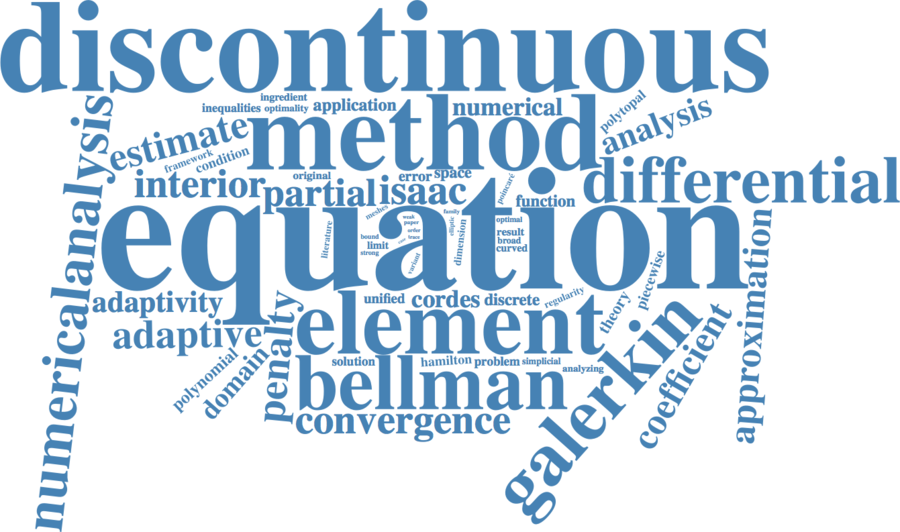 discontinuous
ingredient
inequalities optimality application numerical
method
polytopal
analysis
estimate
framework
condition
numericalanalysis
original error space
interior partial isaac
differential
poincaré
function
equation
meshes
weak family
paper
order
trace
elliptic
optimal
result
broad
curved
literature
bound
limit
strong
variant
dimension
piecewise
adaptivity
unified cordes discrete regularity
theory
approximation
adaptive
penalty
element
galerkin
coefficient
polynomial
domain
solution hamilton problem simplicial
analyzing
bellman
convergence